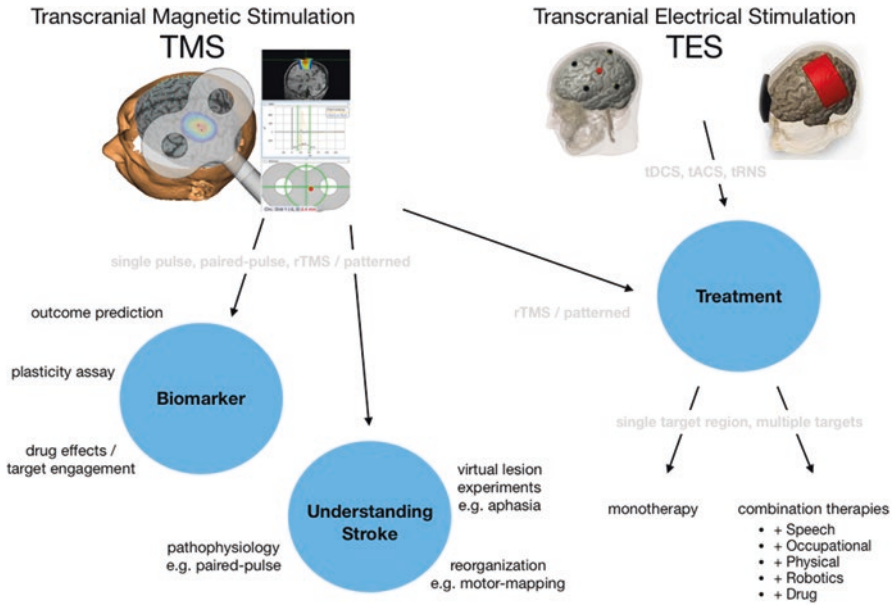 Transcranial Magnetic Stimulation
TMS
Transcranial Electrical Stimulation
TES
tDCS, tACS, tRNS
single pulse, paired-pulse, rTMS / patterned
rTMS / patterned
Treatment
outcome prediction
plasticity assay
drug effects /
target engagement
Biomarker
Understanding
Stroke
virtual lesion
experiments
e.g. aphasia
pathophysiology
e.g. paired-pulse
reorganization
e.g. motor-mapping
single target region, multiple targets
monotherapy
combination therapies
• + Speech
• + Occupational
• + Physical
• + Robotics
• + Drug